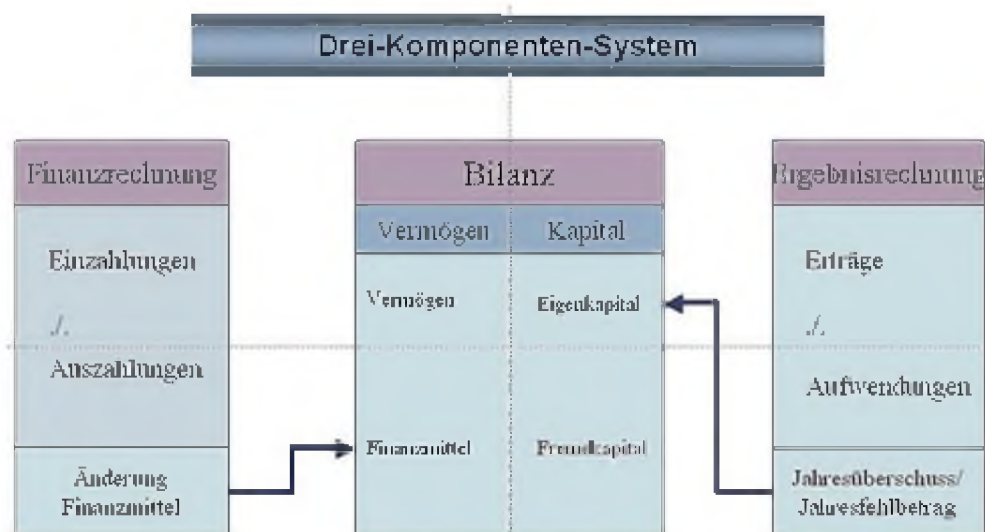 Drei-Komponenten-System
Finanzrechnung
Einzahlungen
./.
Auszahlungen
Änderung
Finanzmittel
Bilanz
Vermögen Kapital
Vermögen Eigenkapital
Finanzmittel Fremdkapital
Ergebnisrechnung
Erträge
./.
Aufwendungen
Jahresüberschuss/
Jahresfehlbetrag